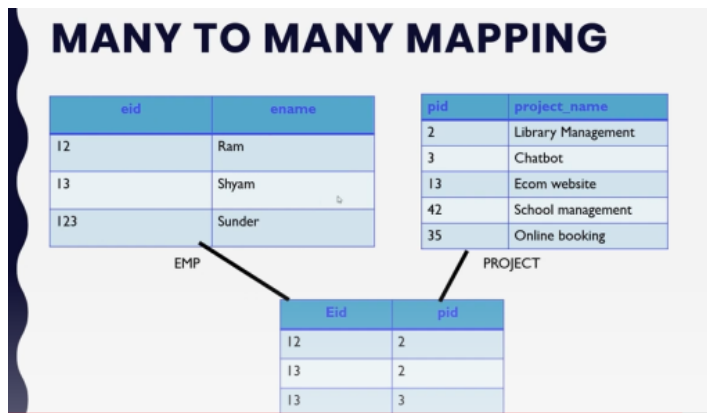 MANY TO MANY MAPPING
eid ename
12 Ram
13 Shyam
123 Sunder
EMP
pid project_name
2 Library Management
3 Chatbot
13 Ecom website
42 School management
35 Online booking
PROJECT
Eid pid
12 2
13 2
13 3